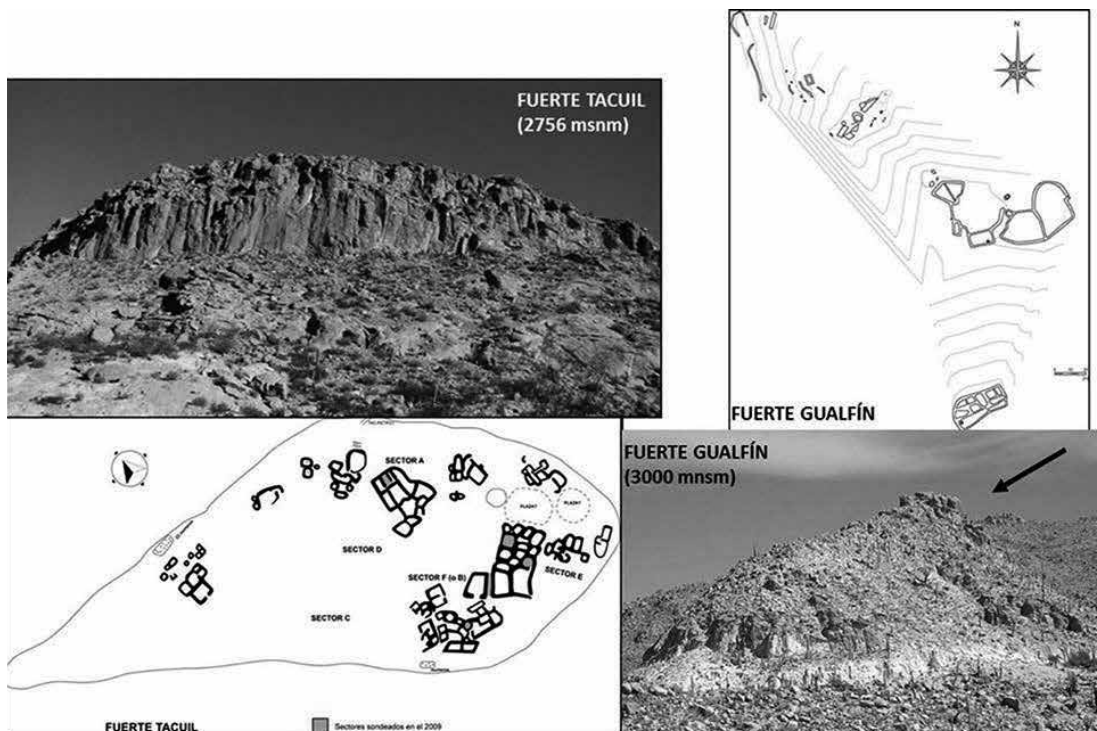 FUERTE TACUIL
(2756 msnm)
N
FUERTE GUALFÍN
FUERTE GUALFÍN
(3000 mnsm)
SECTOR A
PLAZA?
PLAZA?
SECTOR D
SECTOR E
SECTOR F (o B)
SECTOR C
FUERTE TACUIL
Sectores sondeados en el 2009